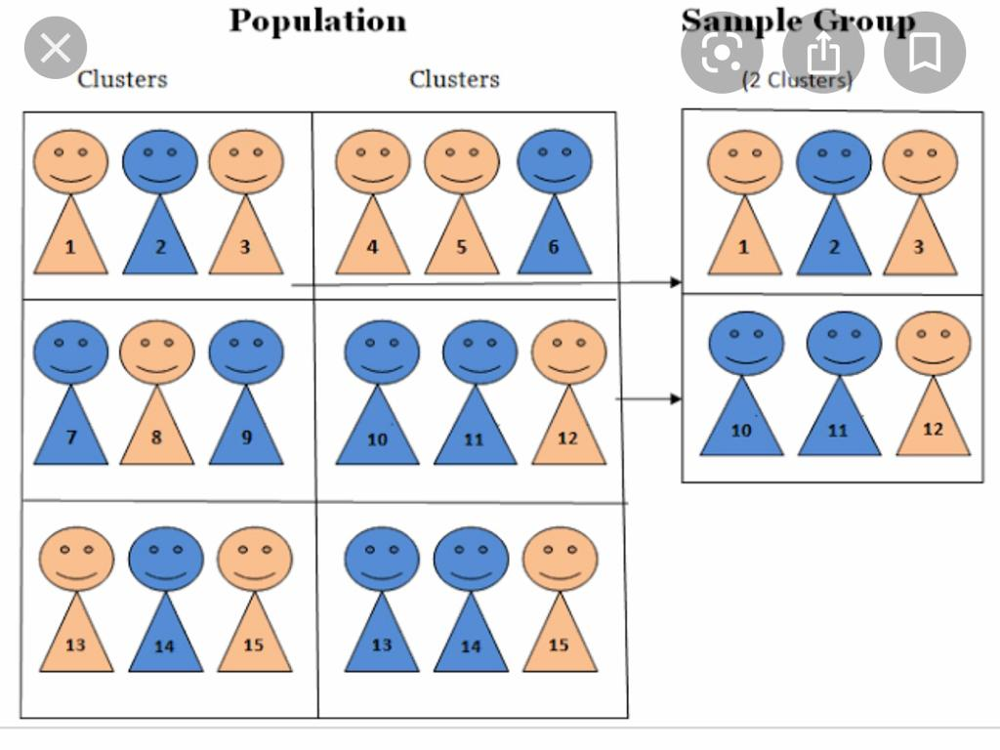 Population
Sample Group
Clusters
Clusters
(2 Clusters)
1 2 3
4 5 6
1 2 3
7 8 9
10 11 12
10 11 12
13 14 15
13 14 15